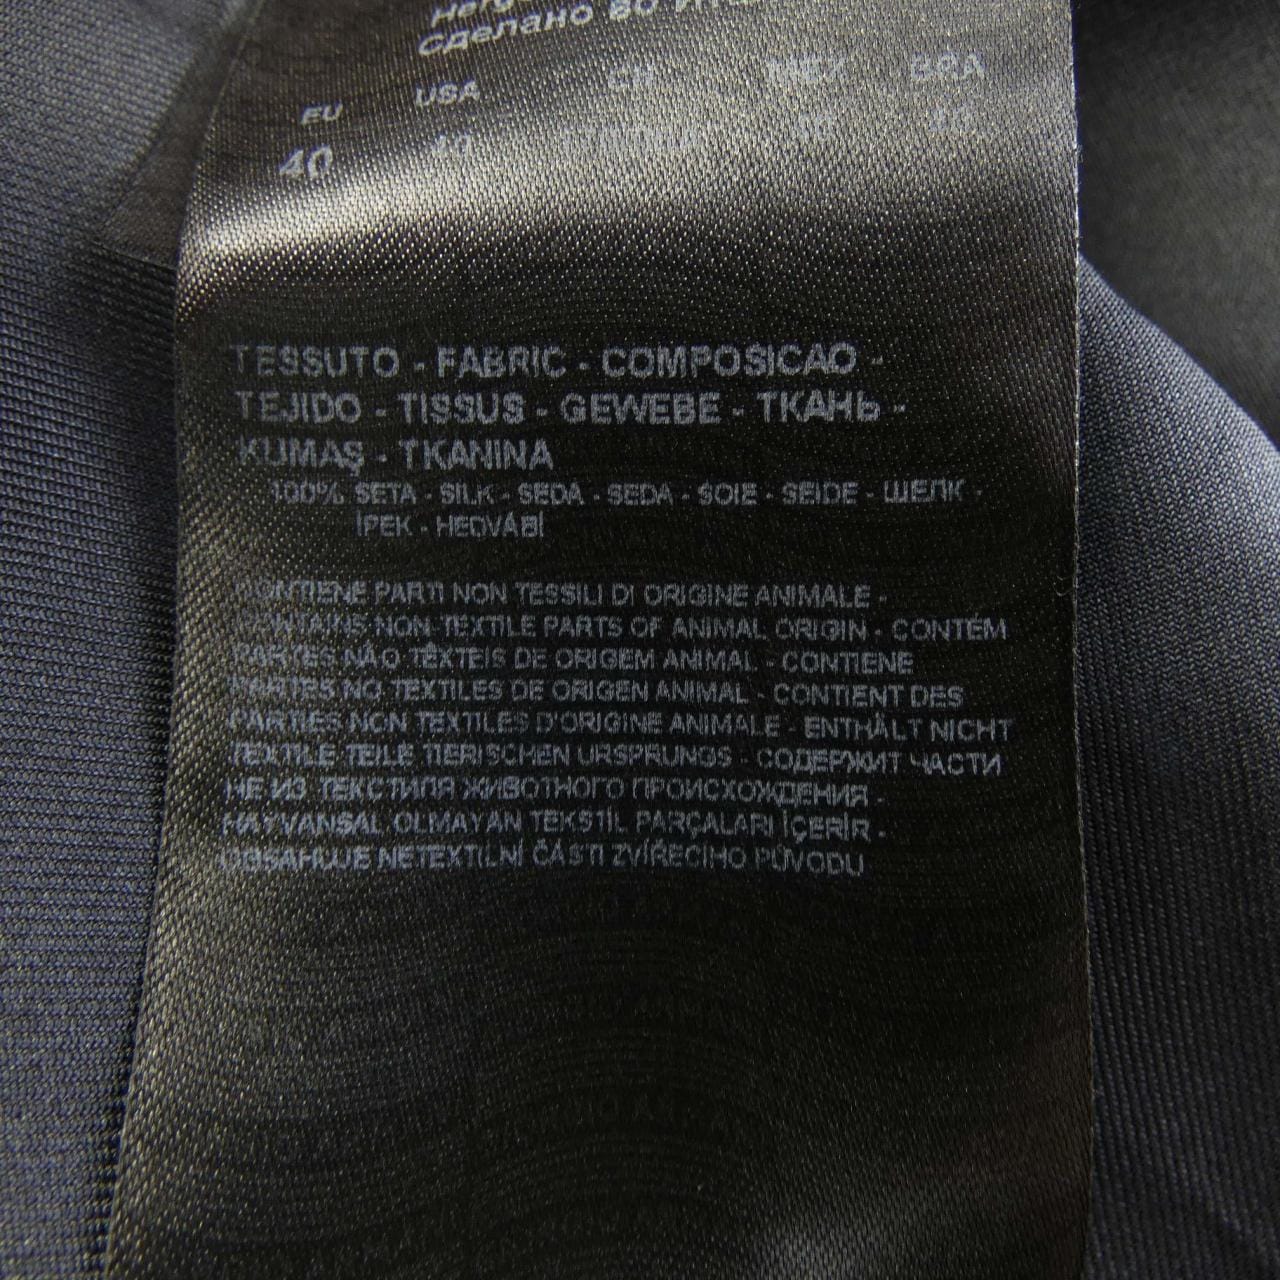 сделано во
EU USA CH MEX BRA
40 40
TESSUTO - FABRIC - COMPOSICAO -
TEJIDO - TISSUS - GEWEBE - ТКАНЬ -
KUMAŞ - TKANINA
100% SETA - SILK - SEDA - SEDA - SOIE - SEIDE - ШЕЛК -
İPEK - HEDVÁBÍ
CONTIENE PARTI NON TESSILI DI ORIGINE ANIMALE -
CONTAINS NON-TEXTILE PARTS OF ANIMAL ORIGIN - CONTÉM
PARTES NÃO TÊXTEIS DE ORIGEM ANIMAL - CONTIENE
PARTES NO TEXTILES DE ORIGEN ANIMAL - CONTIENT DES
PARTIES NON TEXTILES D'ORIGINE ANIMALE - ENTHÄLT NICHT
TEXTILE TEILE TIERISCHEN URSPRUNGS - СОДЕРЖИТ ЧАСТИ
НЕ ИЗ ТЕКСТИЛЯ ЖИВОТНОГО ПРОИСХОЖДЕНИЯ -
HAYVANSAL OLMAYAN TEKSTİL PARÇALARI İÇERİR -
OBSAHUJE NETEXTILNÍ ČÁSTI ZVÍŘECÍHO PŮVODU